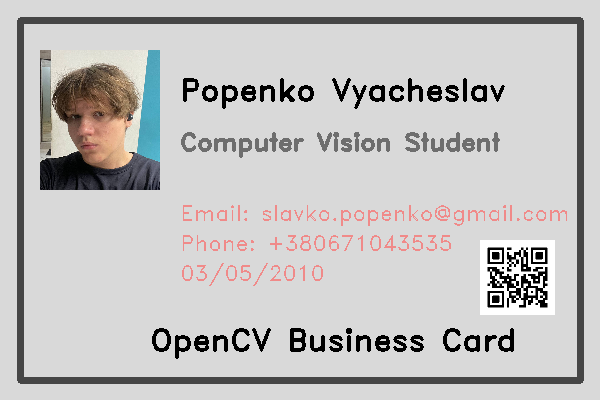 Popenko Vyacheslav
Computer Vision Student
Email: slavko.popenko@gmail.com
Phone: +380671043535
03/05/2010
OpenCV Business Card